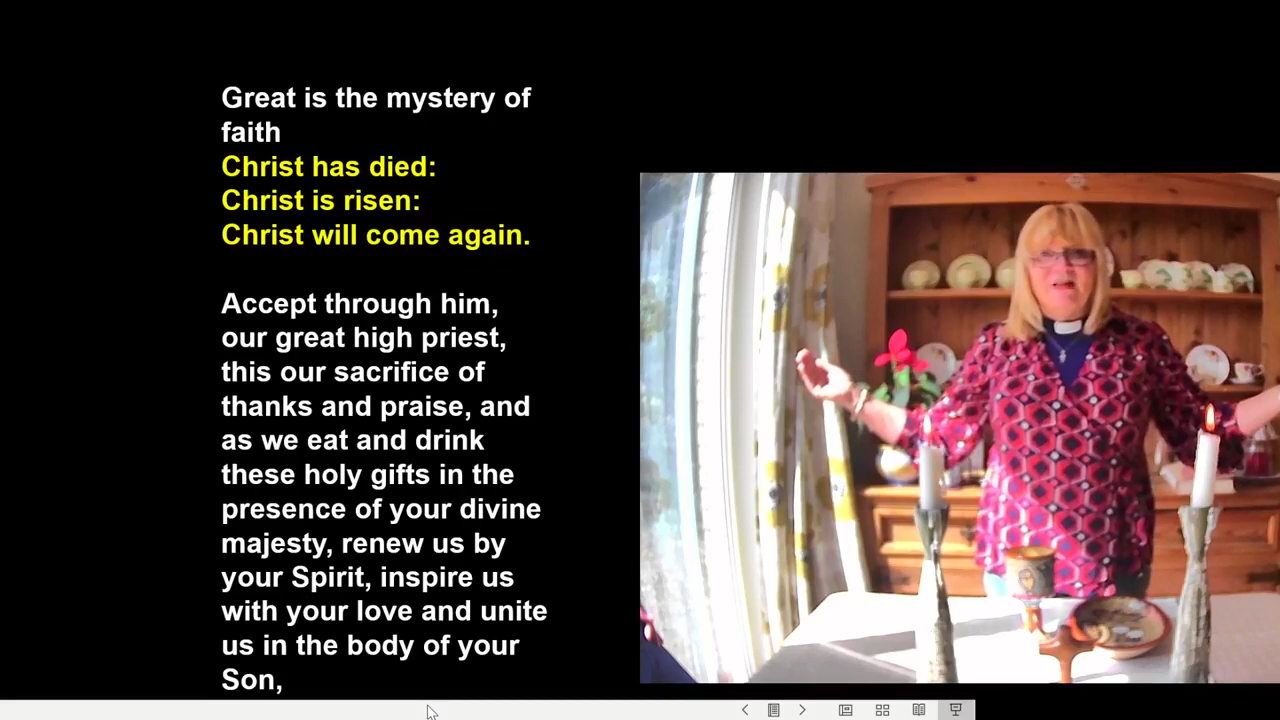 Great is the mystery of
faith
Christ has died:
Christ is risen:
Christ will come again.
Accept through him,
our great high priest,
this our sacrifice of
thanks and praise, and
as we eat and drink
these holy gifts in the
presence of your divine
majesty, renew us by
your Spirit, inspire us
with your love and unite
us in the body of your
Son,